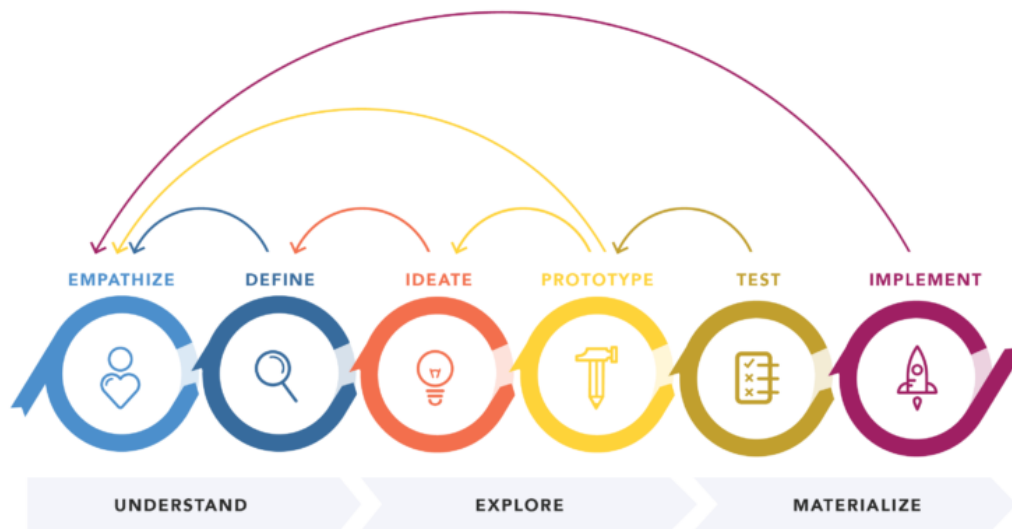 EMPATHIZE
DEFINE
IDEATE
PROTOTYPE
TEST
IMPLEMENT
UNDERSTAND
EXPLORE
MATERIALIZE